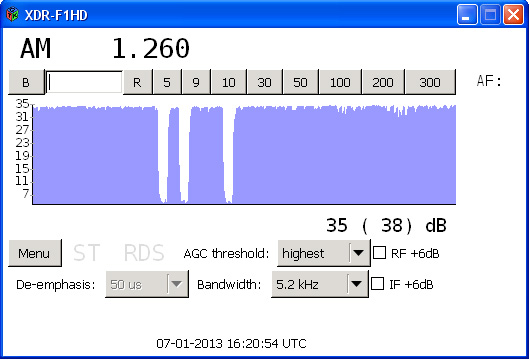 XDR-F1HD
AM 1.260
B R 5 9 10 30 50 100 200 300 AF:
35
31
27
23
19
15
11
7
35 ( 38) dB
Menu ST RDS AGC threshold: highest RF +6dB
De-emphasis: 50 us Bandwidth: 5.2 kHz IF +6dB
07-01-2013 16:20:54 UTC